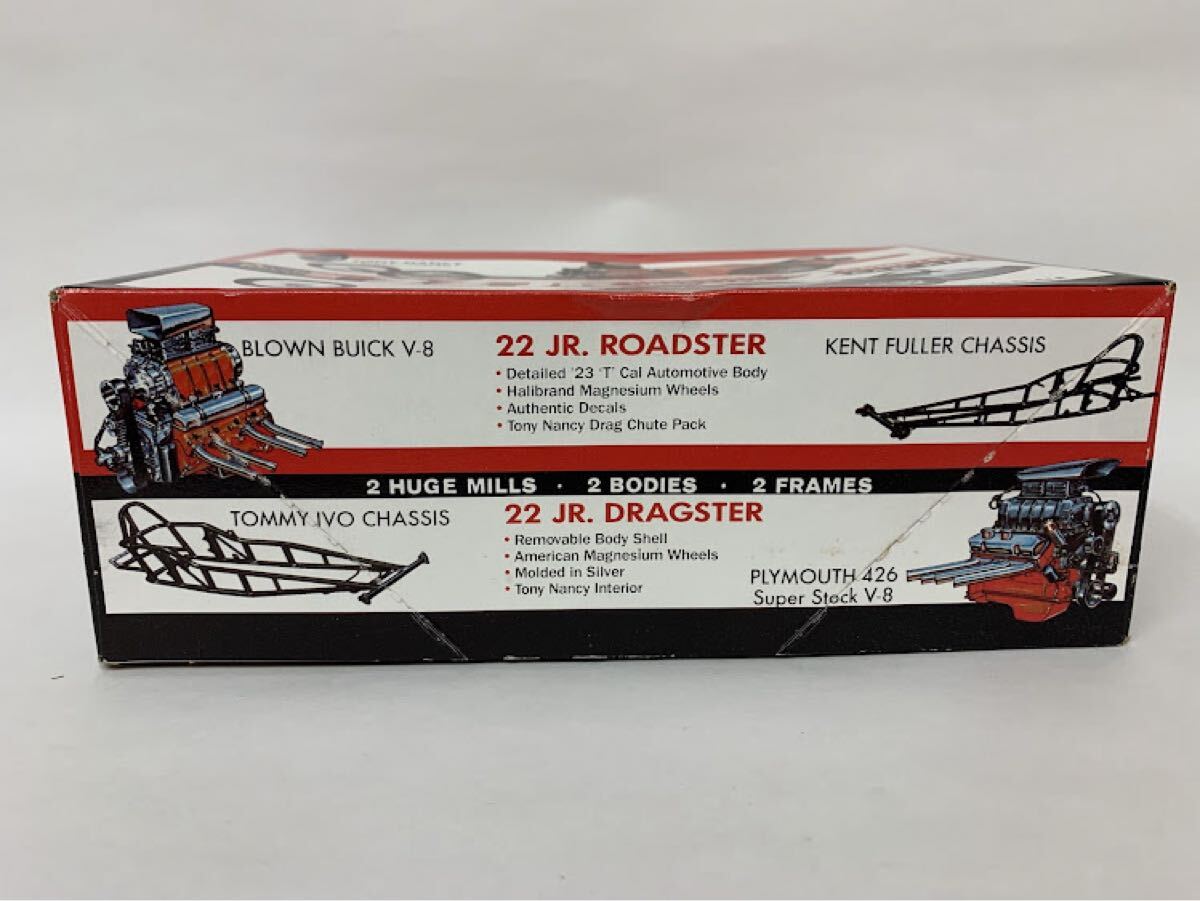 TONY NANCY
BLOWN BUICK V-8
22 JR. ROADSTER
• Detailed '23 'T' Cal Automotive Body
• Halibrand Magnesium Wheels
• Authentic Decals
• Tony Nancy Drag Chute Pack
KENT FULLER CHASSIS
2 HUGE MILLS · 2 BODIES · 2 FRAMES
TOMMY IVO CHASSIS
22 JR. DRAGSTER
• Removable Body Shell
• American Magnesium Wheels
• Molded in Silver
• Tony Nancy Interior
PLYMOUTH 426
Super Stock V-8